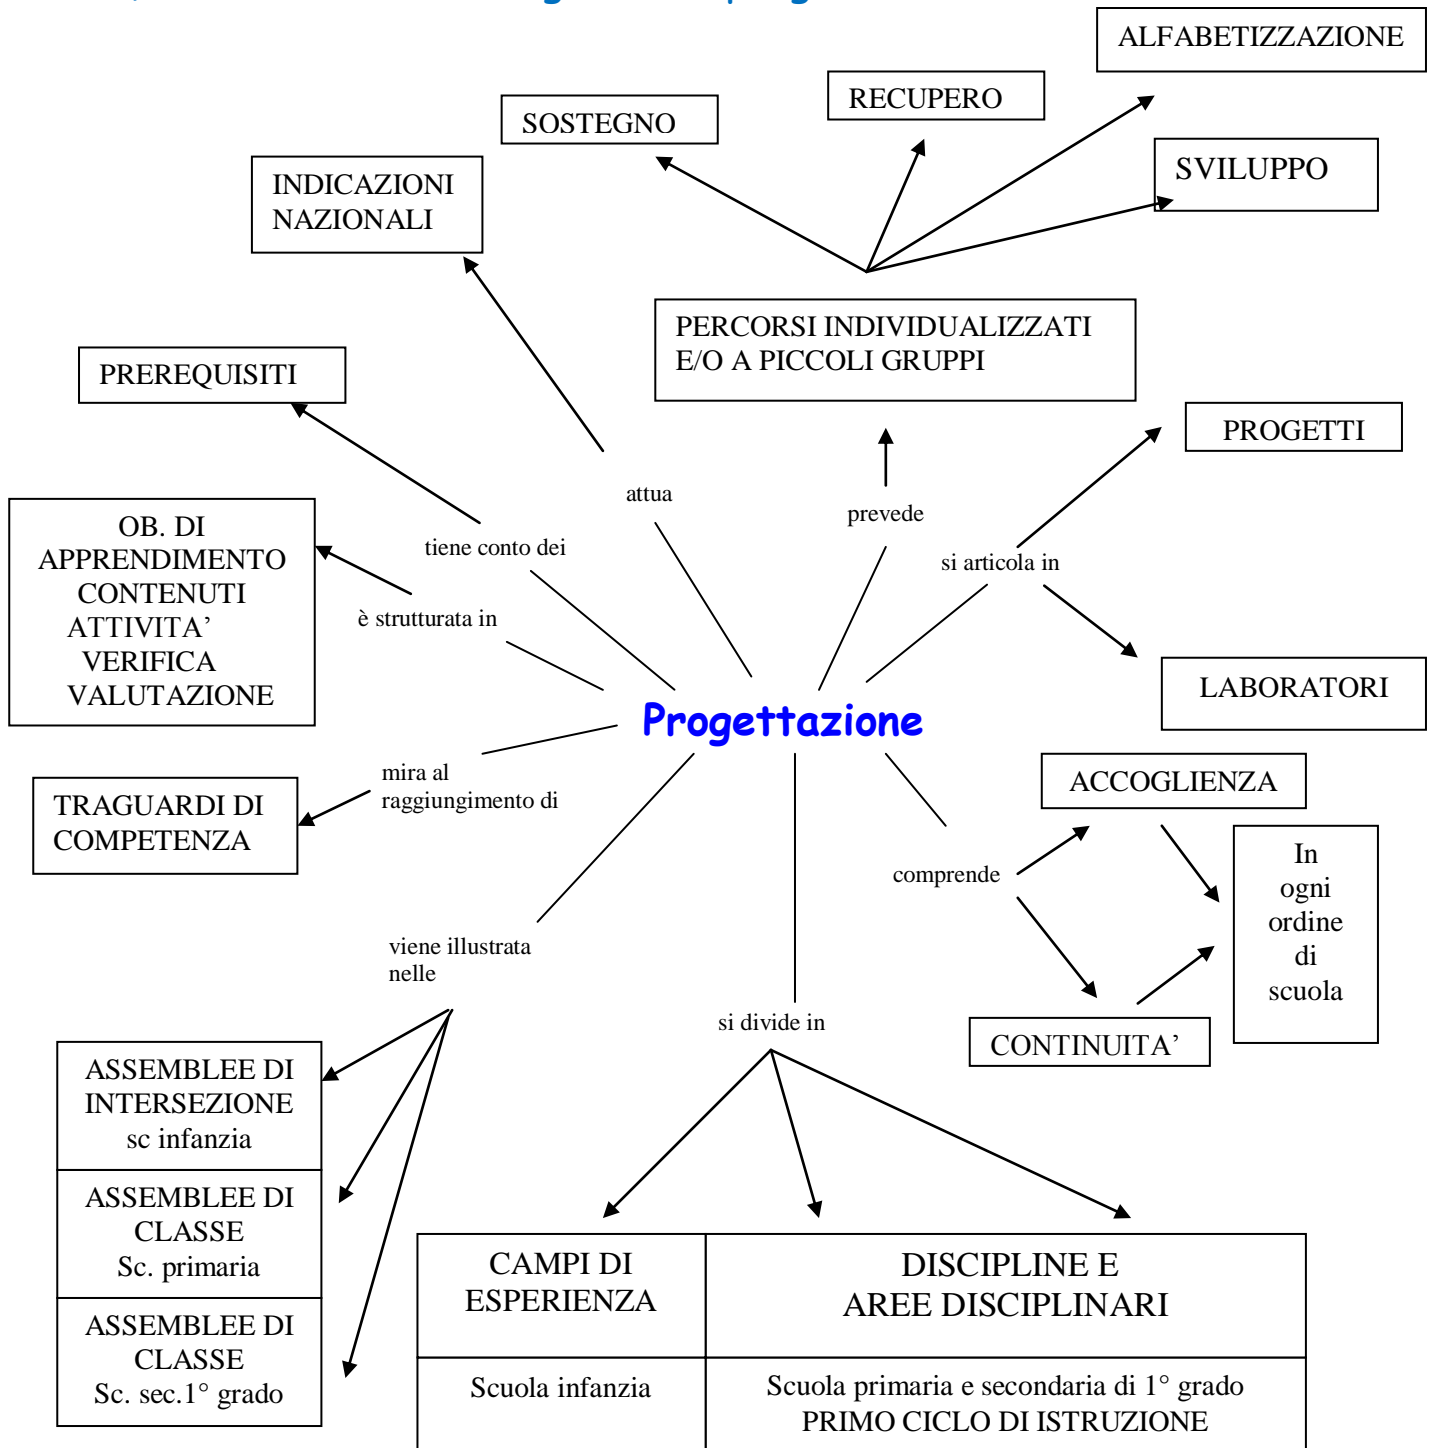 ALFABETIZZAZIONE
RECUPERO
SOSTEGNO
SVILUPPO
INDICAZIONI
NAZIONALI
PERCORSI INDIVIDUALIZZATI
E/O A PICCOLI GRUPPI
PREREQUISITI
PROGETTI
attua
prevede
OB. DI
APPRENDIMENTO
CONTENUTI
ATTIVITA’
VERIFICA
VALUTAZIONE
tiene conto dei
si articola in
è strutturata in
LABORATORI
Progettazione
mira al
raggiungimento di
TRAGUARDI DI
COMPETENZA
ACCOGLIENZA
comprende
In
ogni
ordine
di
scuola
viene illustrata
nelle
si divide in
CONTINUITA’
ASSEMBLEE DI
INTERSEZIONE
sc infanzia
ASSEMBLEE DI
CLASSE
Sc. primaria
ASSEMBLEE DI
CLASSE
Sc. sec.1° grado
CAMPI DI
ESPERIENZA
DISCIPLINE E
AREE DISCIPLINARI
Scuola infanzia
Scuola primaria e secondaria di 1° grado
PRIMO CICLO DI ISTRUZIONE